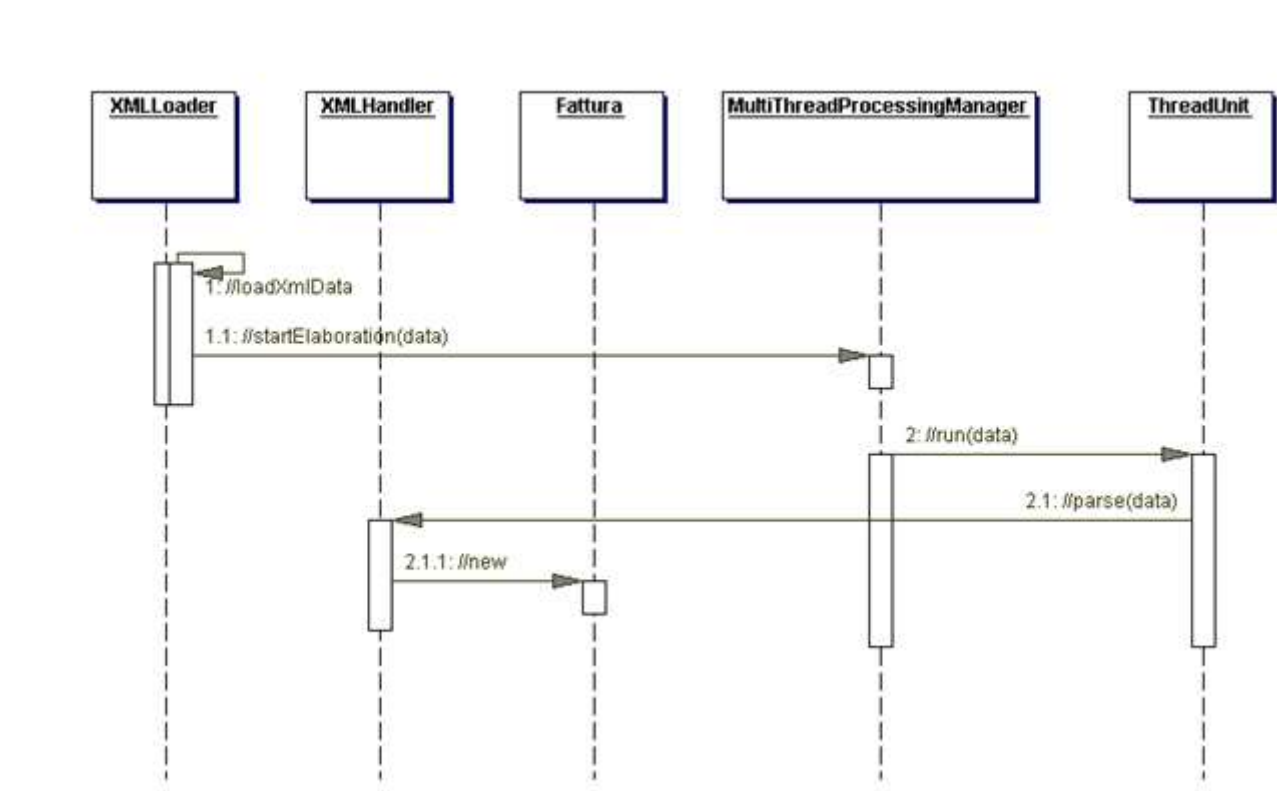 XMLLoader
XMLHandler
Fattura
MultiThreadProcessingManager
ThreadUnit
1: //loadXmlData
1.1: //startElaboration(data)
2: //run(data)
2.1: //parse(data)
2.1.1: //new